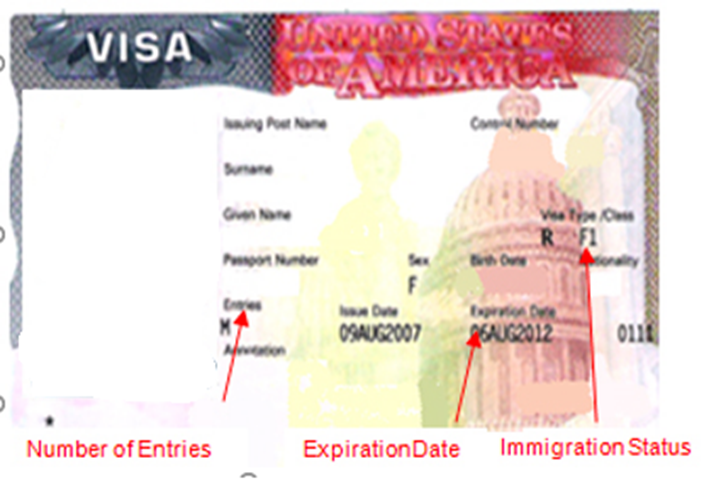 VISA
UNITED STATES
OF AMERICA
Issuing Post Name Control Number
Surname
Given Name Visa Type /Class
R F1
Passport Number Sex Birth Date
F
Entries Issue Date Expiration Date
M 09AUG2007 06AUG2012 0111
Annotation
*
Number of Entries ExpirationDate Immigration Status